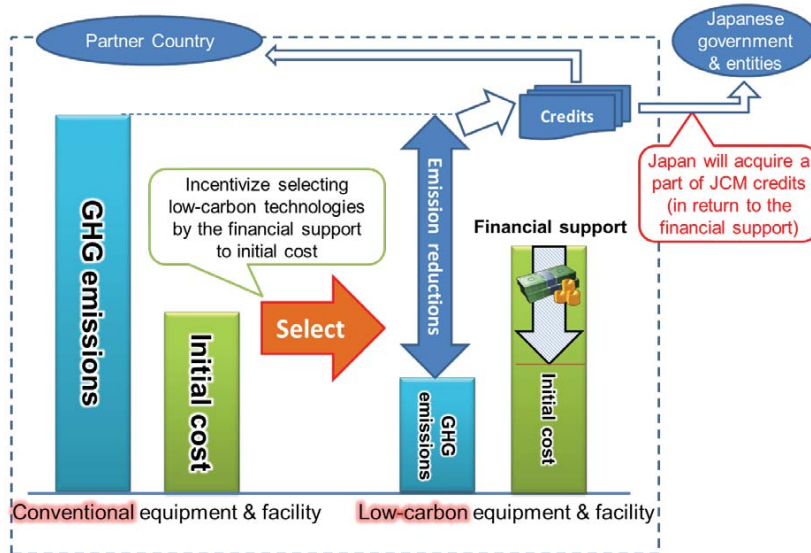 Partner Country
Japanese
government
& entities
Credits
Japan will acquire a
part of JCM credits
(in return to the
financial support)
Incentivize selecting
low-carbon technologies
by the financial support
to initial cost
GHG emissions
Initial cost
Select
Emission reductions
Financial support
GHG
emissions
Initial cost
Conventional equipment & facility
Low-carbon equipment & facility